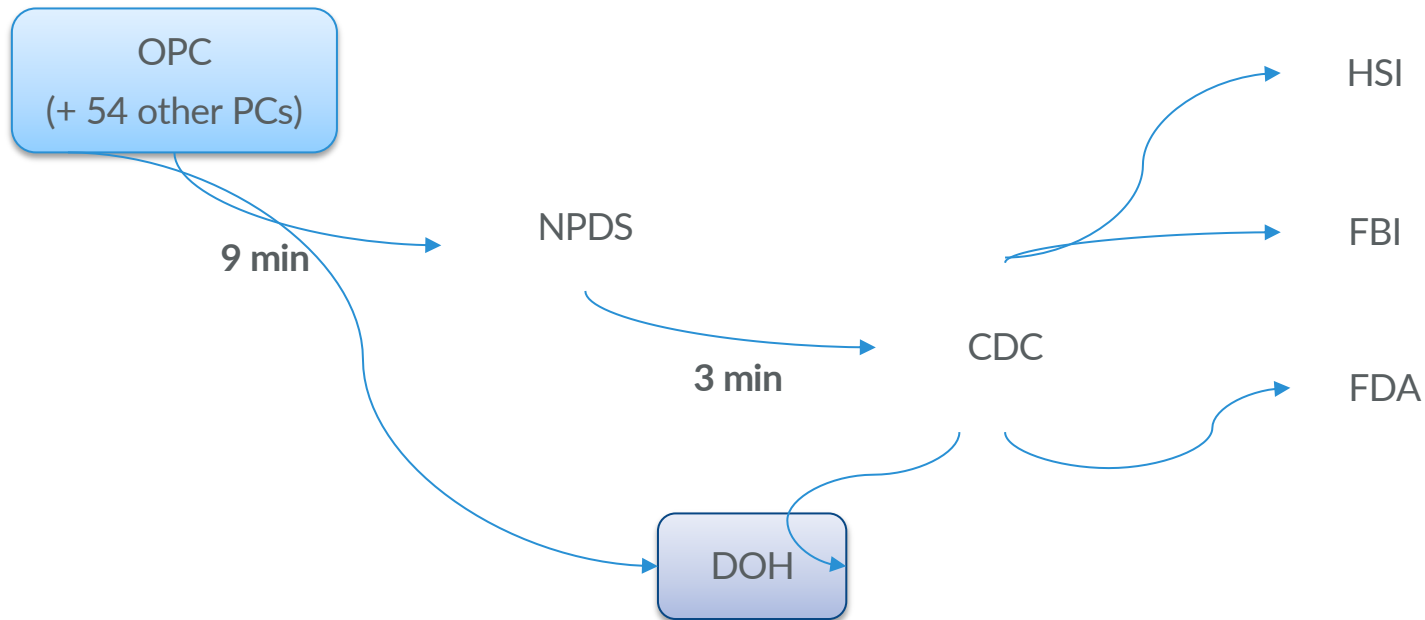 OPC
(+ 54 other PCs)
HSI
NPDS
FBI
9 min
CDC
3 min
FDA
DOH